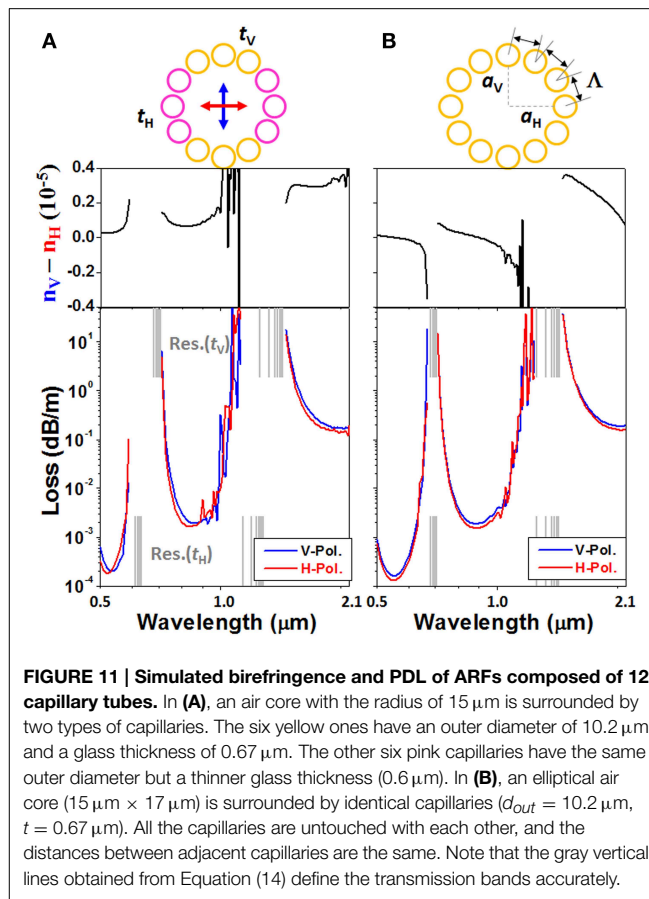 A
t_V
t_H
B
a_V
a_H
Λ
n_V − n_H (10^-5)
0.4
0.2
0.0
-0.2
-0.4
Loss (dB/m)
10^1
10^0
10^-1
10^-2
10^-3
10^-4
Res.(t_V)
Res.(t_H)
V-Pol.
H-Pol.
V-Pol.
H-Pol.
0.5
1.0
2.1
0.5
1.0
2.1
Wavelength (μm)
Wavelength (μm)
FIGURE 11 | Simulated birefringence and PDL of ARFs composed of 12
capillary tubes. In (A), an air core with the radius of 15 μm is surrounded by
two types of capillaries. The six yellow ones have an outer diameter of 10.2 μm
and a glass thickness of 0.67 μm. The other six pink capillaries have the same
outer diameter but a thinner glass thickness (0.6 μm). In (B), an elliptical air
core (15 μm × 17 μm) is surrounded by identical capillaries (d_out = 10.2 μm,
t = 0.67 μm). All the capillaries are untouched with each other, and the
distances between adjacent capillaries are the same. Note that the gray vertical
lines obtained from Equation (14) define the transmission bands accurately.